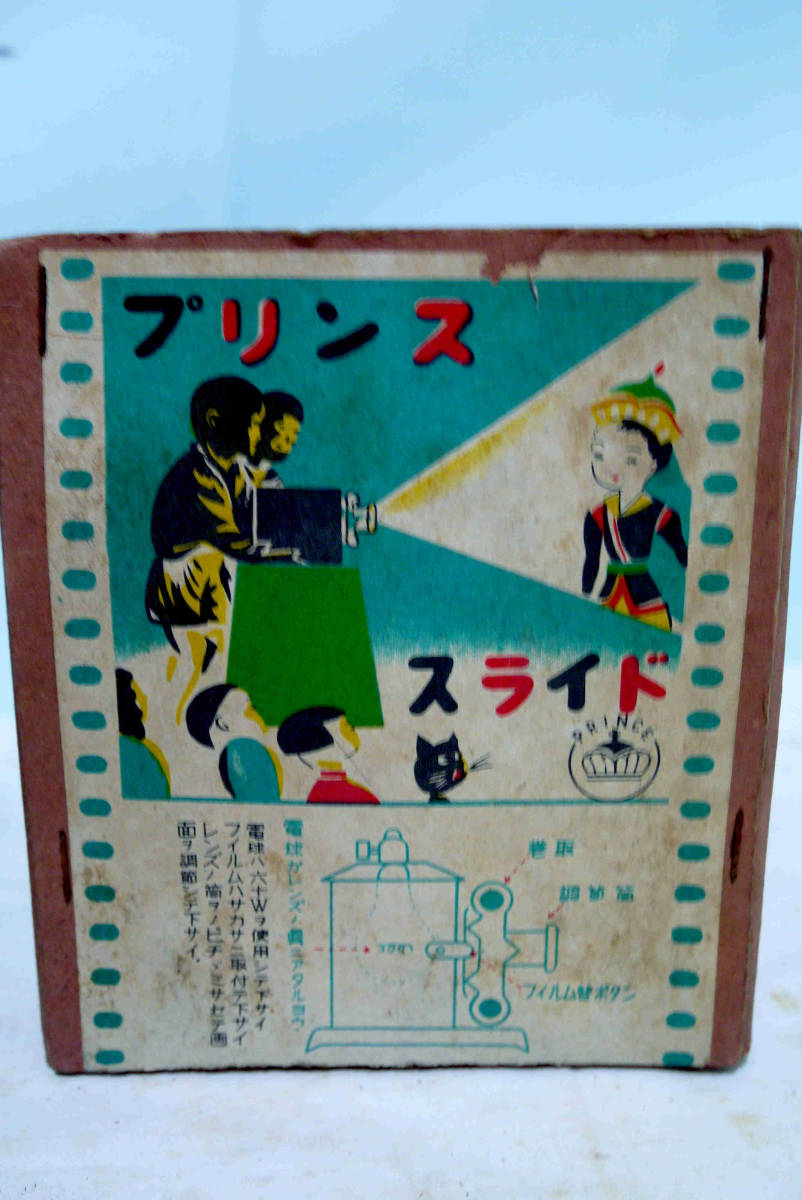 プリンス
スライド
PRINCE
電球ガレンズノ真ニアタルヨウ
電球ハ六十Wヲ使用シテ下サイ
フイルムハサカサニ取付テ下サイ
レンズノ筒ヲノビチヾミサセテ画
面ヲ調節シテ下サイ。
巻取
調節筒
フィルム替ボタン